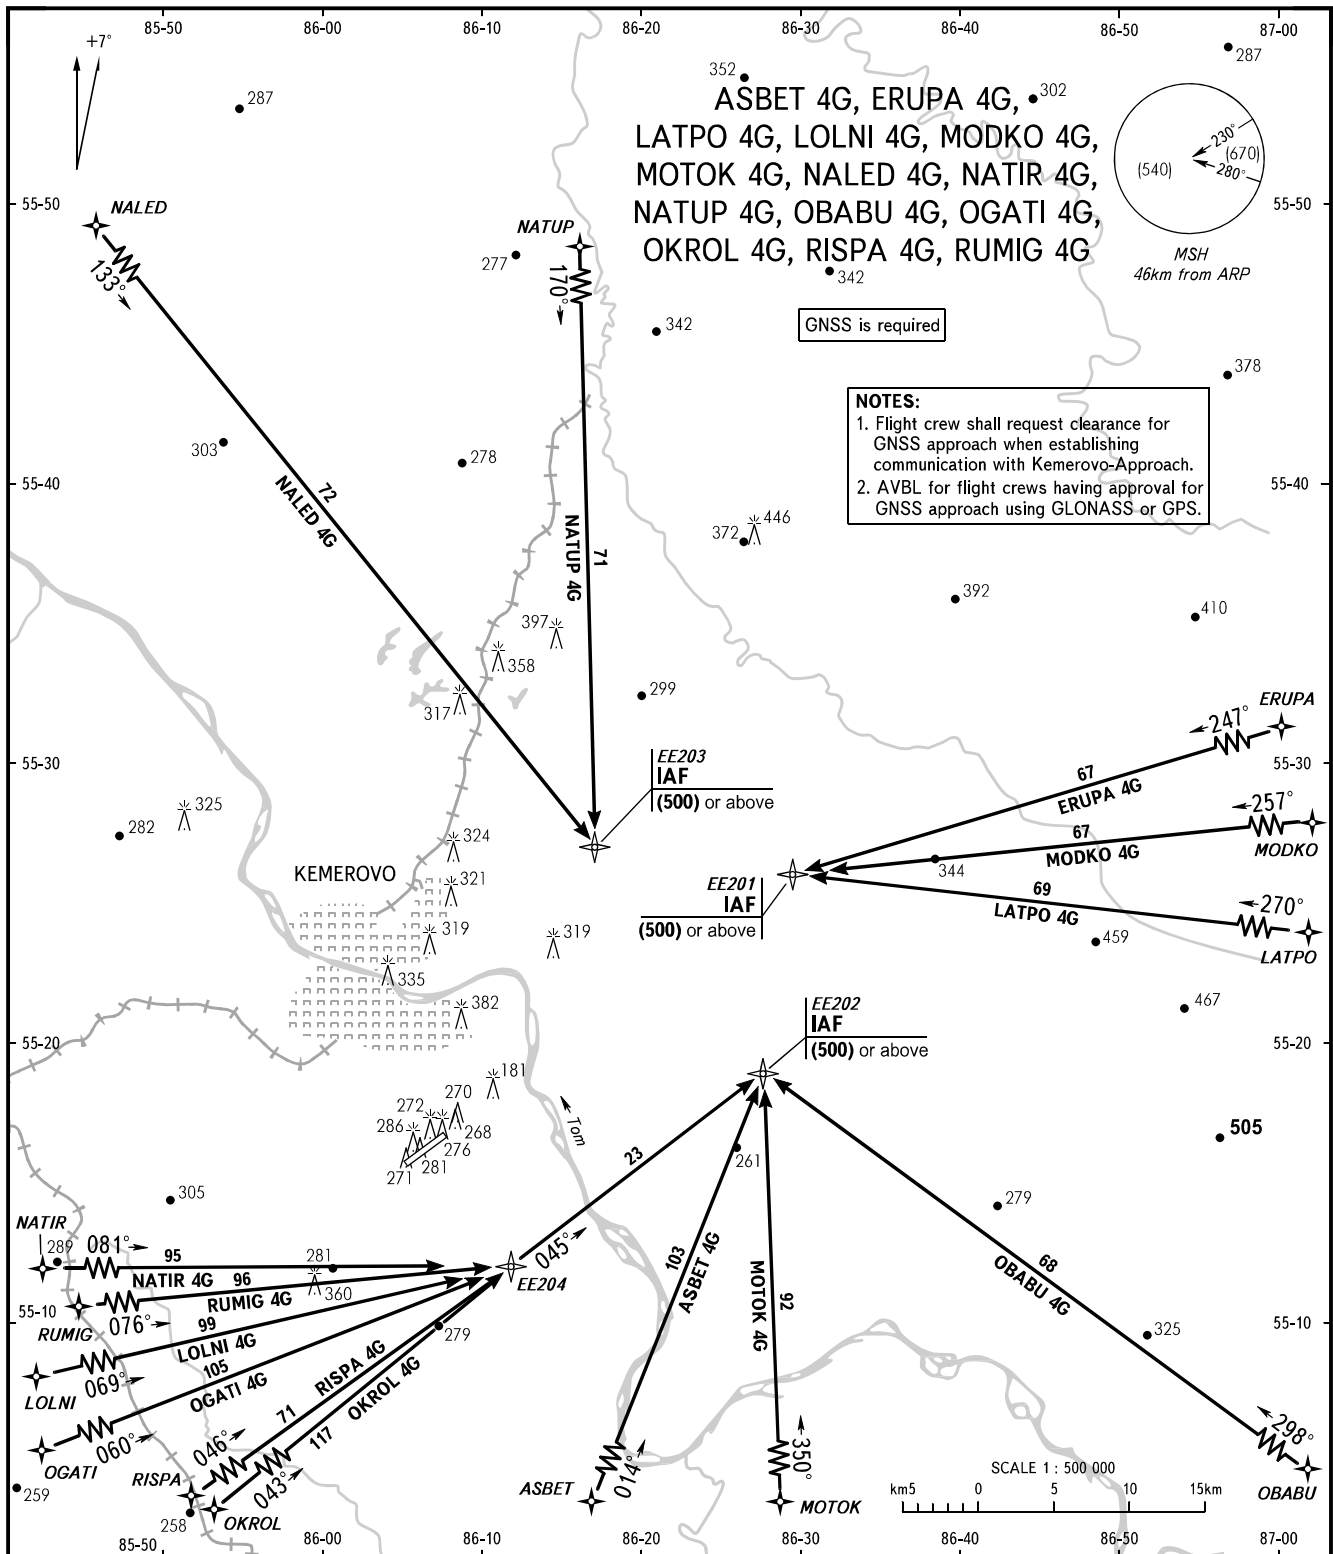 55-50
86-00
86-10
86-20
86-30
86-40
86-50
87-00
+7°
287
352
287
302
ASBET 4G, ERUPA 4G,
LATPO 4G, LOLNI 4G, MODKO 4G,
MOTOK 4G, NALED 4G, NATIR 4G,
NATUP 4G, OBABU 4G, OGATI 4G,
OKROL 4G, RISPA 4G, RUMIG 4G
230°
(670)
(540)
280°
MSH
46km from ARP
55-50
55-50
NALED
NATUP
133°
170°
277
342
342
GNSS is required
378
NOTES:
1. Flight crew shall request clearance for
GNSS approach when establishing
communication with Kemerovo-Approach.
2. AVBL for flight crews having approval for
GNSS approach using GLONASS or GPS.
303
278
55-40
55-40
72
NALED 4G
71
NATUP 4G
372
446
392
410
397
358
317
299
ERUPA
247°
55-30
55-30
EE203
IAF
(500) or above
67
ERUPA 4G
257°
67
MODKO 4G
MODKO
325
282
324
KEMEROVO
321
344
EE201
IAF
(500) or above
69
LATPO 4G
270°
LATPO
319
319
459
335
382
467
EE202
IAF
(500) or above
55-20
55-20
181
270
272
286
268
276
281
271
Tom
505
23
261
305
279
NATIR
289
081°
95
NATIR 4G
281
045°
EE204
103
ASBET 4G
MOTOK 4G
92
68
OBABU 4G
96
RUMIG 4G
360
55-10
55-10
RUMIG
076°
99
LOLNI 4G
279
325
LOLNI
069°
105
OGATI 4G
RISPA 4G
OKROL 4G
71
117
OGATI
060°
046°
043°
RISPA
OKROL
259
258
ASBET
014°
350°
MOTOK
298°
OBABU
SCALE 1 : 500 000
km5
0
5
10
15km
85-50
86-00
86-10
86-20
86-30
86-40
86-50
87-00